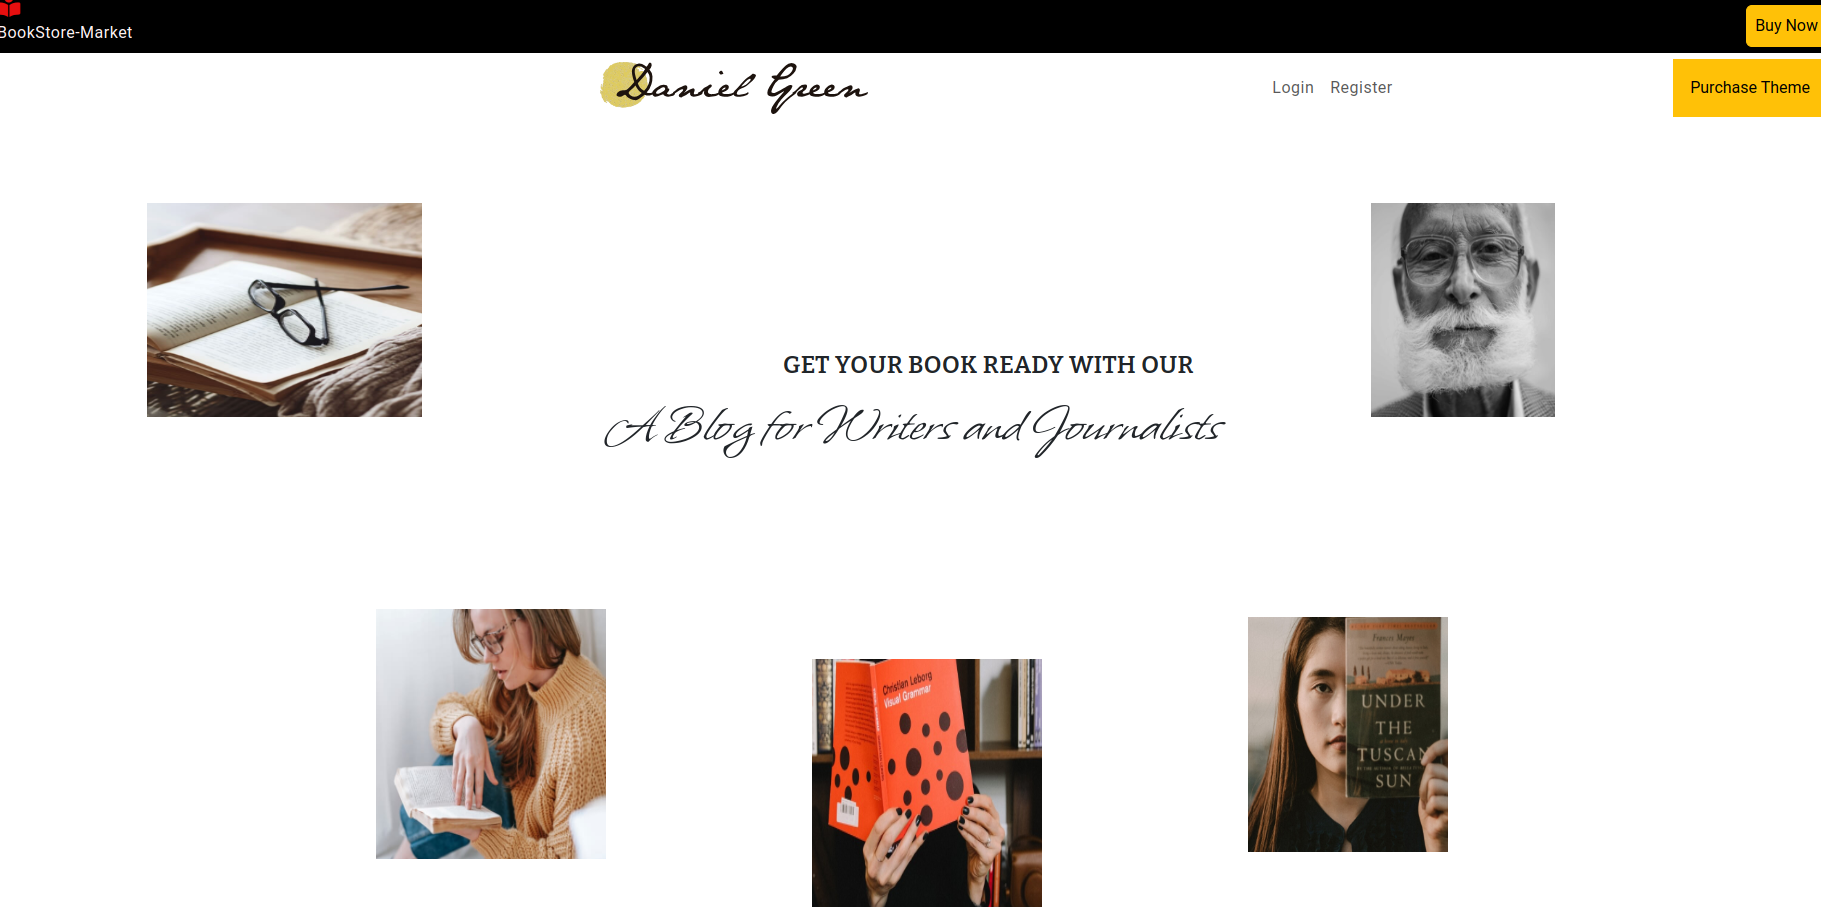 BookStore-Market
Buy Now
Daniel Green
Login
Register
Purchase Theme
GET YOUR BOOK READY WITH OUR
A Blog for Writers and Journalists
Christian Leborg
Visual Grammar
Frances Mayes
UNDER
THE
TUSCAN
SUN